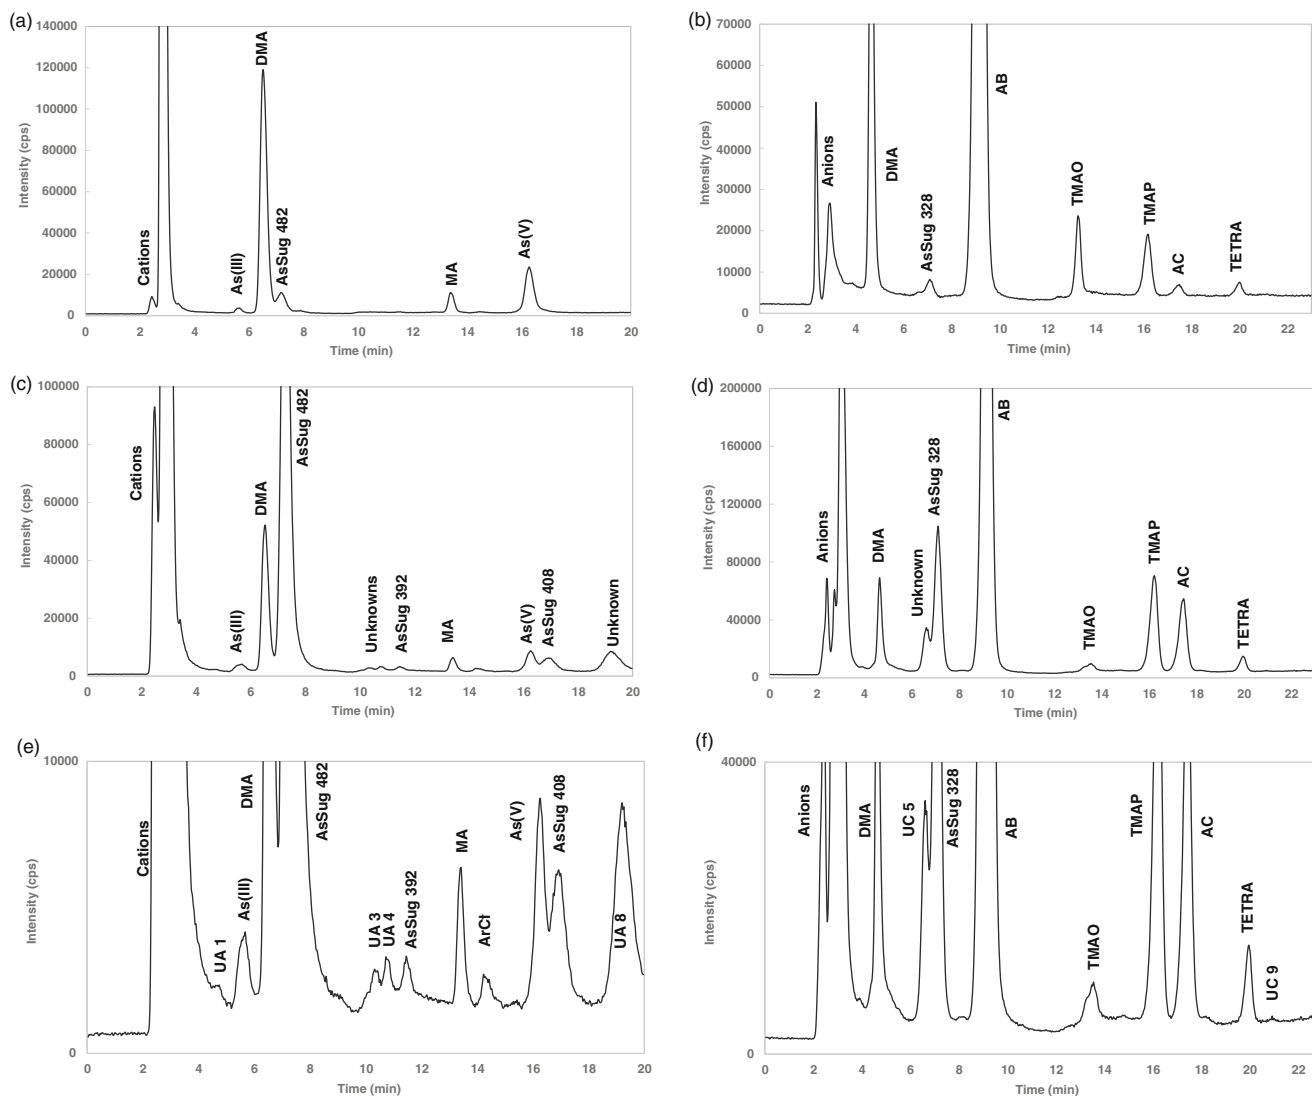 (a)
140000
120000
100000
80000
60000
40000
20000
0
Intensity (cps)
Cations
As(III)
DMA
AsSug 482
MA
As(V)
0 2 4 6 8 10 12 14 16 18 20
Time (min)
(b)
70000
60000
50000
40000
30000
20000
10000
0
Intensity (cps)
Anions
DMA
AsSug 328
AB
TMAO
TMAP
AC
TETRA
0 2 4 6 8 10 12 14 16 18 20 22
Time (min)
(c)
100000
80000
60000
40000
20000
0
Intensity (cps)
Cations
As(III)
DMA
AsSug 482
Unknowns
AsSug 392
MA
As(V)
AsSug 408
Unknown
0 2 4 6 8 10 12 14 16 18 20
Time (min)
(d)
200000
160000
120000
80000
40000
0
Intensity (cps)
Anions
DMA
Unknown
AsSug 328
AB
TMAO
TMAP
AC
TETRA
0 2 4 6 8 10 12 14 16 18 20 22
Time (min)
(e)
10000
0
Intensity (cps)
Cations
UA 1
As(III)
DMA
AsSug 482
UA 3
UA 4
AsSug 392
MA
ArCt
As(V)
AsSug 408
UA 8
0 2 4 6 8 10 12 14 16 18 20
Time (min)
(f)
40000
0
Intensity (cps)
Anions
DMA
UC 5
AsSug 328
AB
TMAO
TMAP
AC
TETRA
UC 9
0 2 4 6 8 10 12 14 16 18 20 22
Time (min)